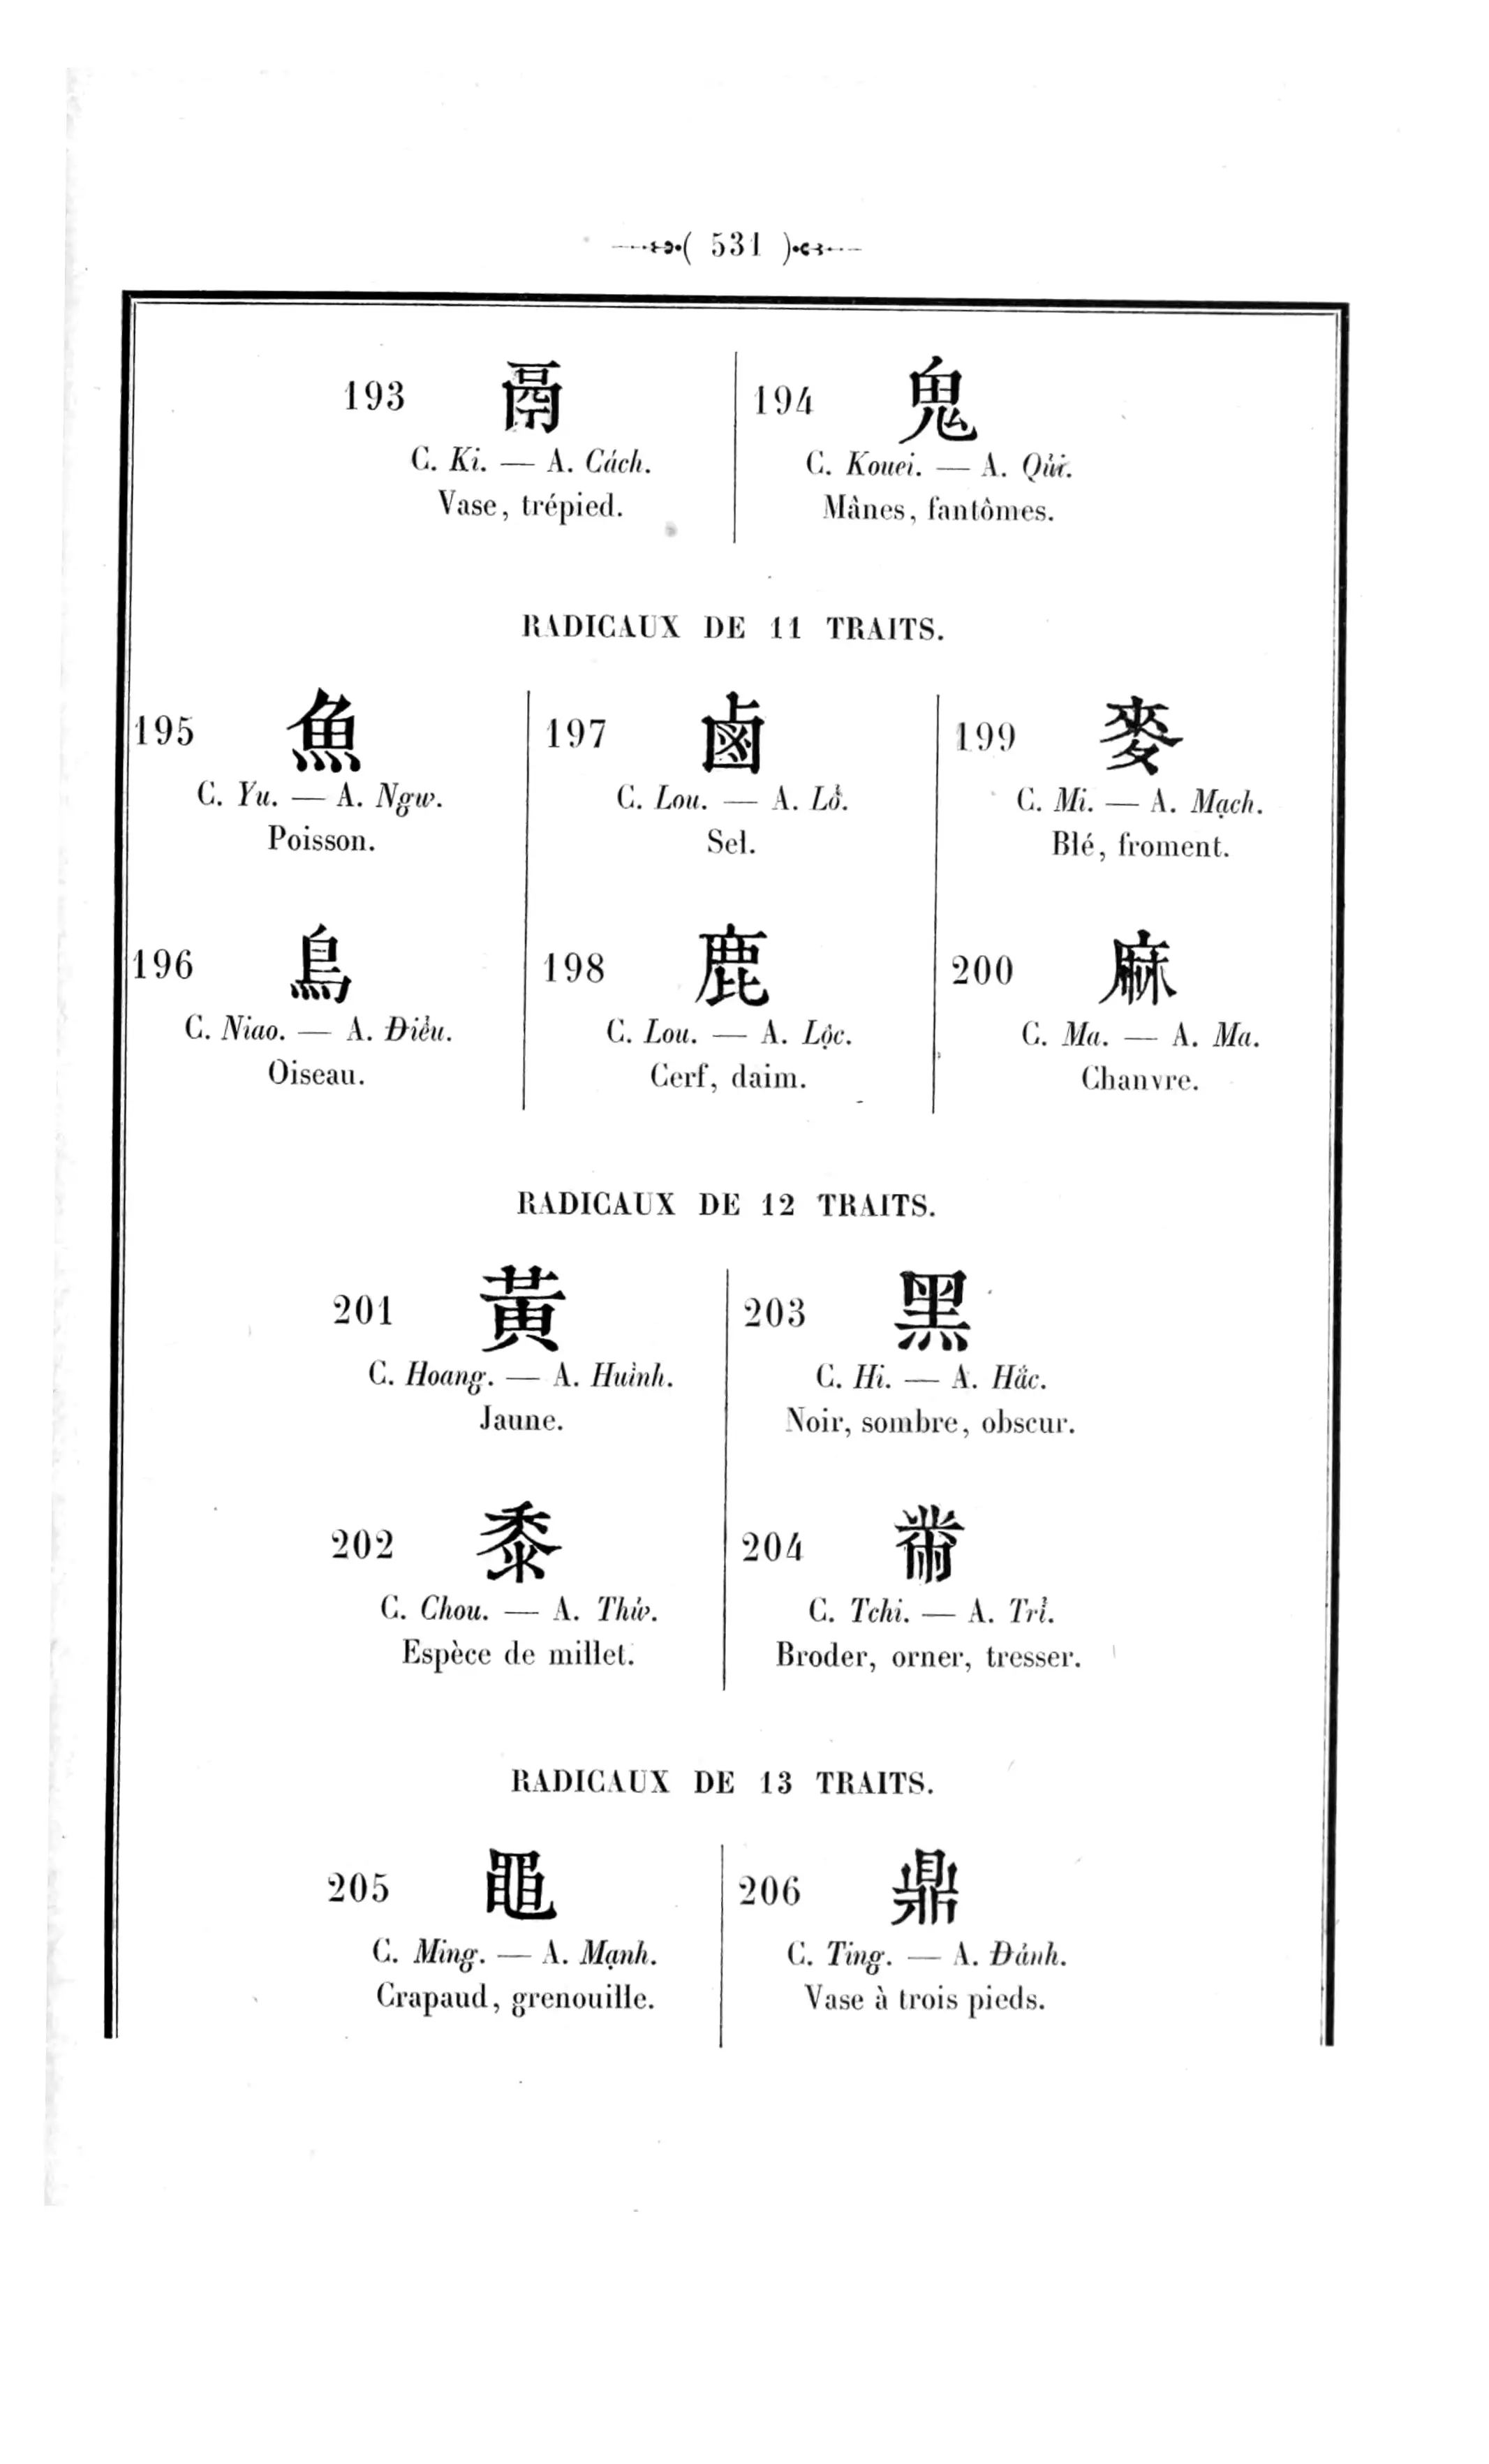 ( 531 )
193 鬲
C. Ki. — A. Cách.
Vase, trépied.
194 鬼
C. Kouei. — A. Qủi.
Mânes, fantômes.
RADICAUX DE 11 TRAITS.
195 魚
C. Yu. — A. Ngư.
Poisson.
196 鳥
C. Niao. — A. Điểu.
Oiseau.
197 鹵
C. Lou. — A. Lổ.
Sel.
198 鹿
C. Lou. — A. Lộc.
Cerf, daim.
199 麥
C. Mi. — A. Mạch.
Blé, froment.
200 麻
C. Ma. — A. Ma.
Chanvre.
RADICAUX DE 12 TRAITS.
201 黃
C. Hoang. — A. Huình.
Jaune.
202 黍
C. Chou. — A. Thử.
Espèce de millet.
203 黑
C. Hi. — A. Hắc.
Noir, sombre, obscur.
204 黹
C. Tchi. — A. Trỉ.
Broder, orner, tresser.
RADICAUX DE 13 TRAITS.
205 黽
C. Ming. — A. Mạnh.
Crapaud, grenouille.
206 鼎
C. Ting. — A. Đảnh.
Vase à trois pieds.